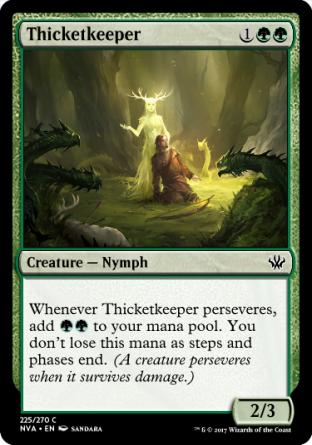 Thicketkeeper 1
Creature — Nymph
Whenever Thicketkeeper perseveres,
add to your mana pool. You
don't lose this mana as steps and
phases end. (A creature perseveres
when it survives damage.)
2/3
225/270 C
NVA • EN SANDARA
™ & © 2017 Wizards of the Coast